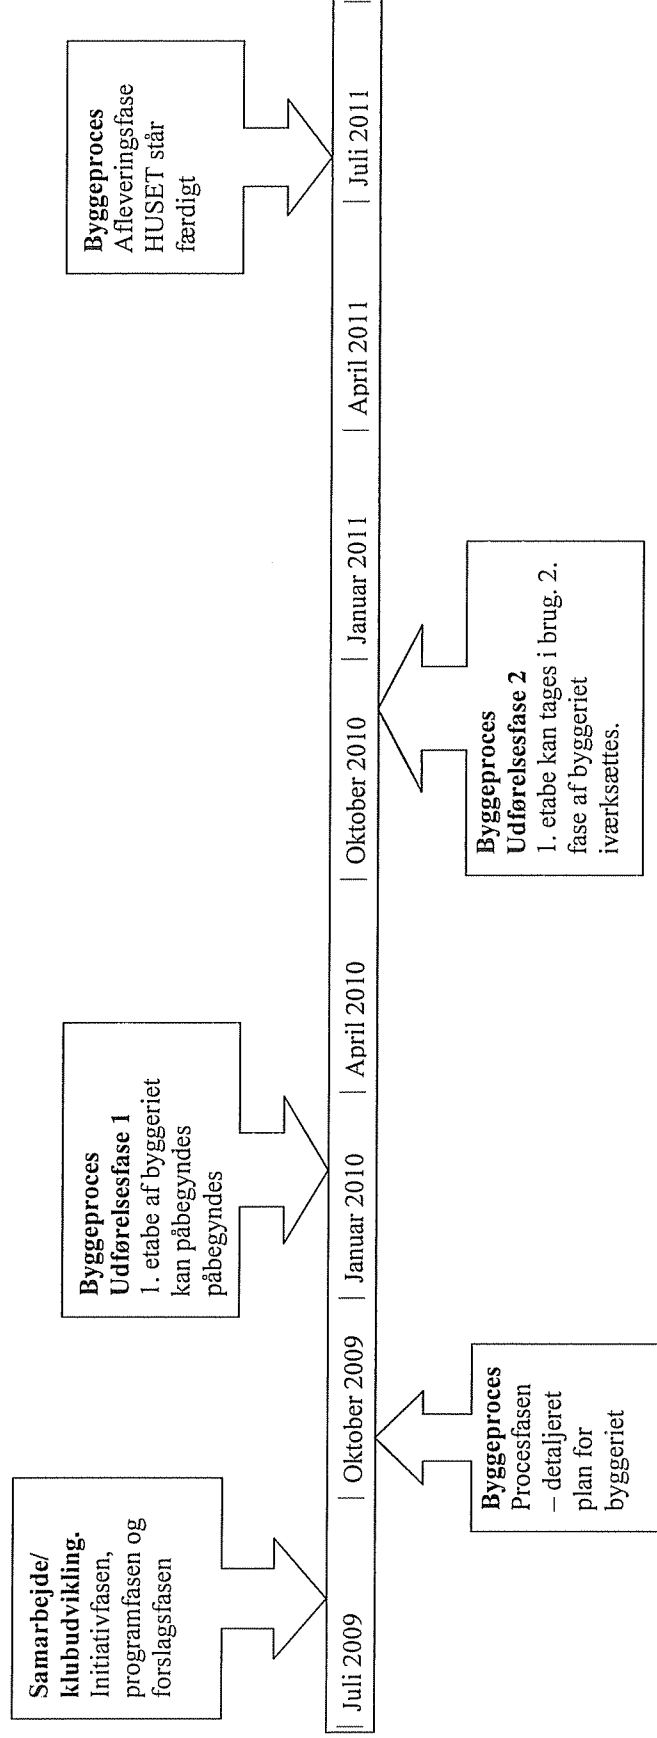 Samarbejde/
klubudvikling.
Initiativfasen,
programfasen og
forslagsfasen
Byggeproces
Udførelsesfase 1
1. etabe af byggeriet
kan påbegyndes
påbegyndes
Byggeproces
Afleveringsfase
HUSET står
færdigt
| Juli 2009 | Oktober 2009 | Januar 2010 | April 2010 | Oktober 2010 | Januar 2011 | April 2011 | Juli 2011 |
Byggeproces
Procesfasen
– detaljeret
plan for
byggeriet
Byggeproces
Udførelsesfase 2
1. etabe kan tages i brug. 2.
fase af byggeriet
iværksættes.